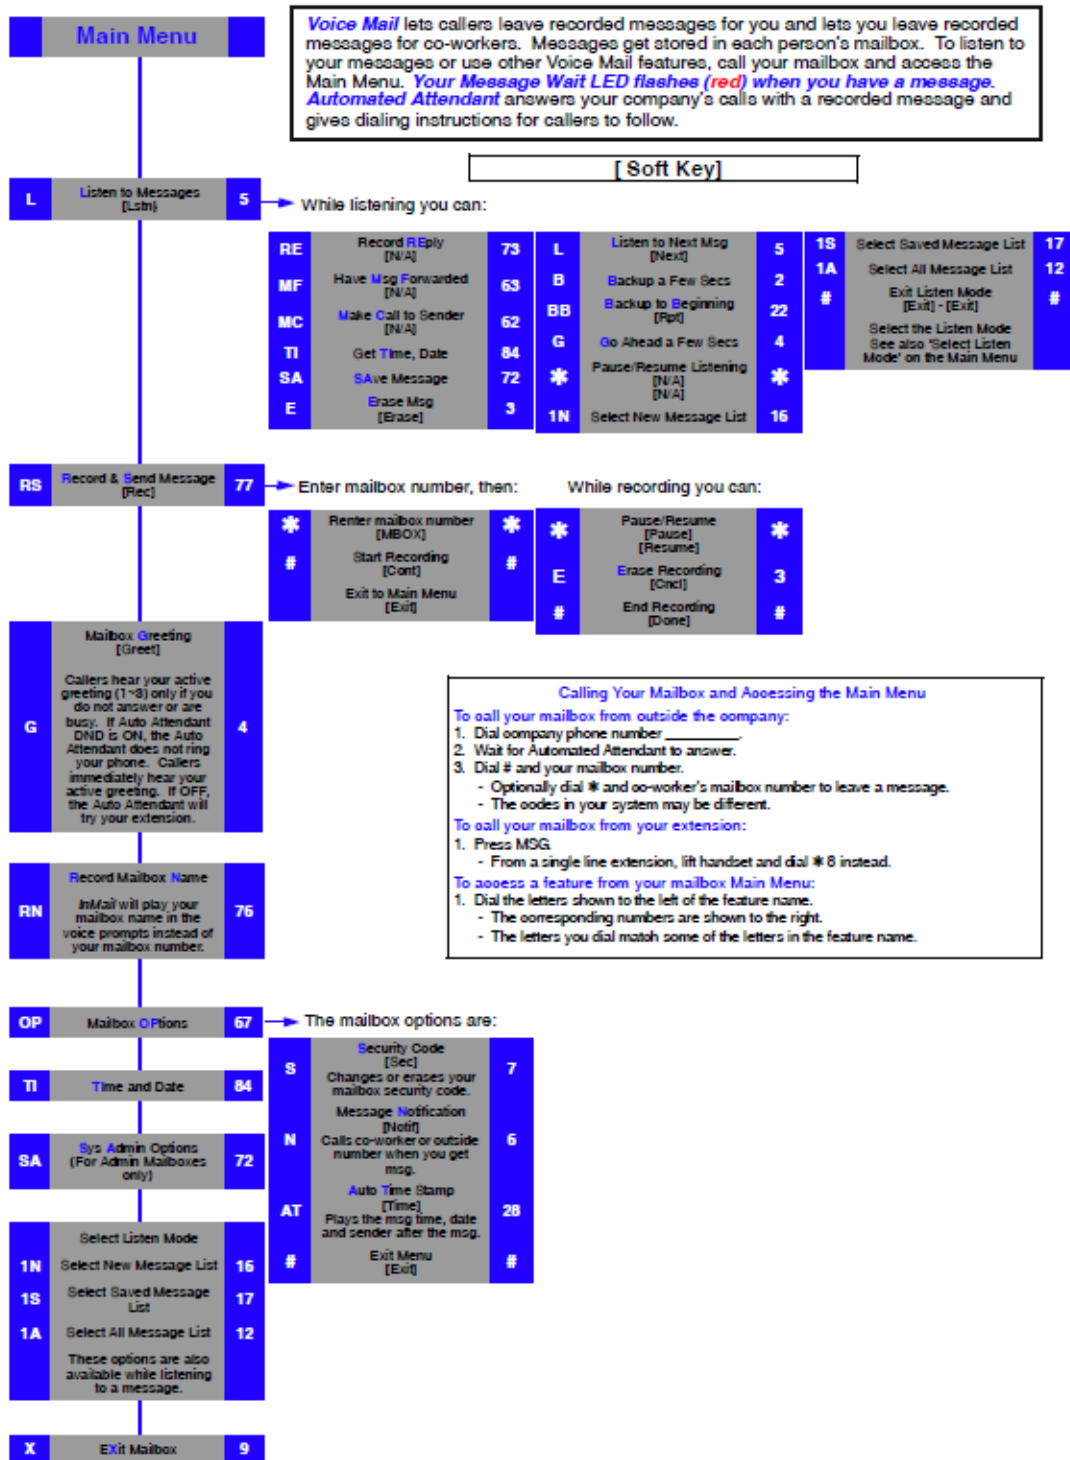 Main Menu
Voice Mail lets callers leave recorded messages for you and lets you leave recorded
messages for co-workers. Messages get stored in each person's mailbox. To listen to
your messages or use other Voice Mail features, call your mailbox and access the
Main Menu. Your Message Wait LED flashes (red) when you have a message.
Automated Attendant answers your company's calls with a recorded message and
gives dialing instructions for callers to follow.
[ Soft Key]
L Listen to Messages 5
[Lstn}
While listening you can:
RE Record REply 73
[N/A]
MF Have Msg Forwarded 63
[N/A]
MC Make Call to Sender 62
[N/A]
TI Get TIme, Date 84
SA SAve Message 72
E Erase Msg 3
[Erase]
L Listen to Next Msg 5
[Next]
B Backup a Few Secs 2
BB Backup to Beginning 22
[Rpt]
G Go Ahead a Few Secs 4
* Pause/Resume Listening *
[N/A]
[N/A]
1N Select New Message List 16
1S Select Saved Message List 17
1A Select All Message List 12
# Exit Listen Mode #
[Exit] - [Exit]
Select the Listen Mode
See also 'Select Listen
Mode' on the Main Menu
RS Record & Send Message 77
[Rec]
Enter mailbox number, then:
* Renter mailbox number *
[MBOX]
# Start Recording #
[Cont]
Exit to Main Menu
[Exit]
While recording you can:
* Pause/Resume *
[Pause]
[Resume]
E Erase Recording 3
[Cncl]
# End Recording #
[Done]
Mailbox Greeting
[Greet]
Callers hear your active
greeting (1~3) only if you
do not answer or are
busy. If Auto Attendant
DND is ON, the Auto
G Attendant does not ring 4
your phone. Callers
immediately hear your
active greeting. If OFF,
the Auto Attendant will
try your extension.
Calling Your Mailbox and Accessing the Main Menu
To call your mailbox from outside the company:
1. Dial company phone number _________.
2. Wait for Automated Attendant to answer.
3. Dial # and your mailbox number.
- Optionally dial * and co-worker's mailbox number to leave a message.
- The codes in your system may be different.
To call your mailbox from your extension:
1. Press MSG.
- From a single line extension, lift handset and dial *8 instead.
To access a feature from your mailbox Main Menu:
1. Dial the letters shown to the left of the feature name.
- The corresponding numbers are shown to the right.
- The letters you dial match some of the letters in the feature name.
Record Mailbox Name
RN InMail will play your 76
mailbox name in the
voice prompts instead of
your mailbox number.
OP Mailbox OPtions 67
The mailbox options are:
S Security Code 7
[Sec]
Changes or erases your
mailbox security code.
Message Notification
[Notif]
N Calls co-worker or outside 6
number when you get
msg.
Auto Time Stamp
AT [Time] 28
Plays the msg time, date
and sender after the msg.
# Exit Menu #
[Exit]
TI TIme and Date 84
Sys Admin Options
SA (For Admin Mailboxes 72
only)
Select Listen Mode
1N Select New Message List 16
1S Select Saved Message 17
List
1A Select All Message List 12
These options are also
available while listening
to a message.
X EXit Mailbox 9